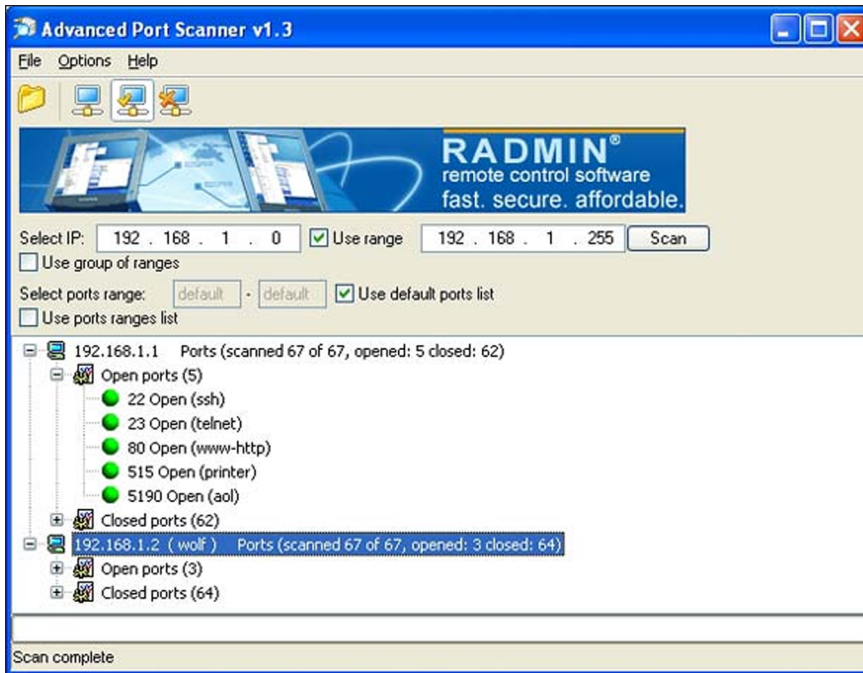 Advanced Port Scanner v1.3
File Options Help
RADMIN®
remote control software
fast. secure. affordable.
Select IP: 192 . 168 . 1 . 0 Use range 192 . 168 . 1 . 255 Scan
Use group of ranges
Select ports range: default - default Use default ports list
Use ports ranges list
192.168.1.1 Ports (scanned 67 of 67, opened: 5 closed: 62)
Open ports (5)
22 Open (ssh)
23 Open (telnet)
80 Open (www-http)
515 Open (printer)
5190 Open (aol)
Closed ports (62)
192.168.1.2 ( wolf ) Ports (scanned 67 of 67, opened: 3 closed: 64)
Open ports (3)
Closed ports (64)
Scan complete